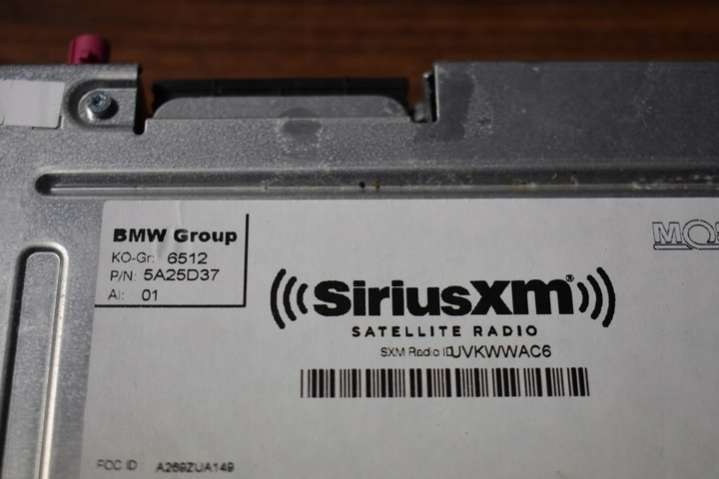 BMW Group
KO-Gr: 6512
P/N: 5A25D37
AI: 01
SiriusXM®
SATELLITE RADIO
SXM Radio ID UVKWWAC6
FCC ID A269ZUA149